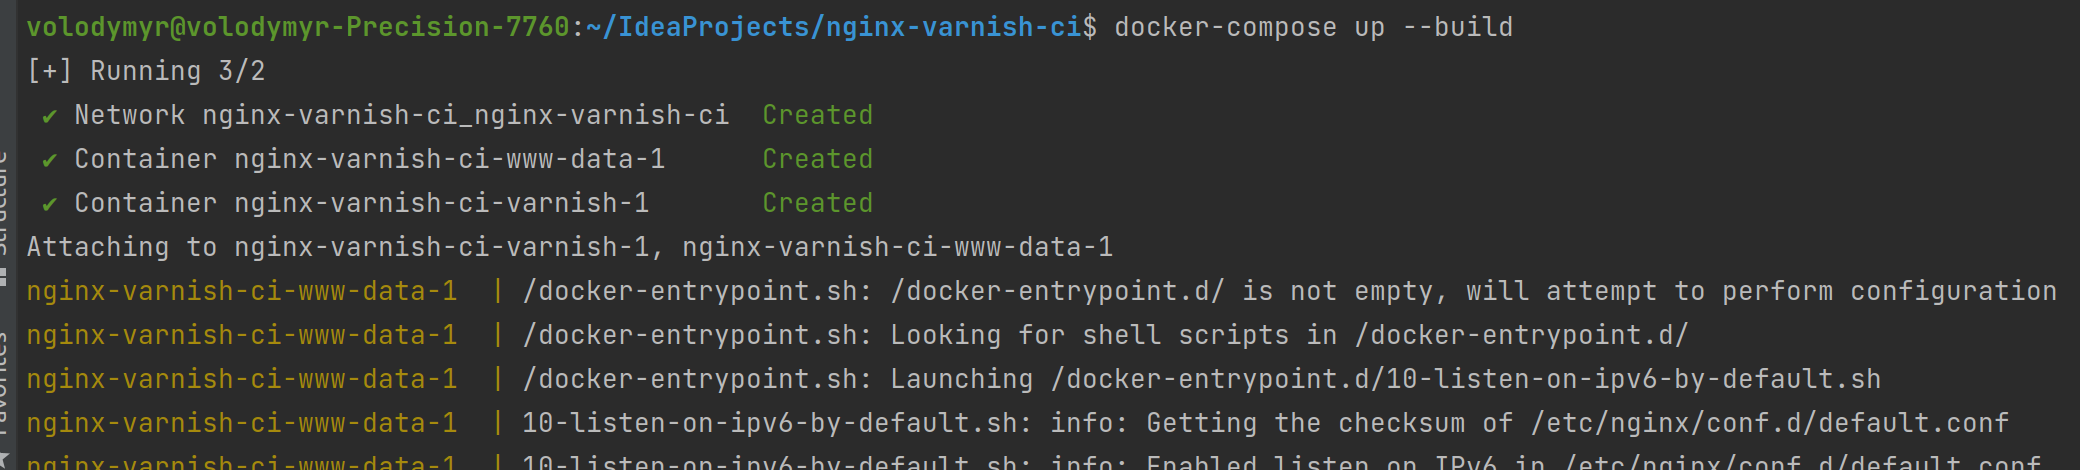 volodymyr@volodymyr-Precision-7760:~/IdeaProjects/nginx-varnish-ci$ docker-compose up --build
[+] Running 3/2
✔ Network nginx-varnish-ci_nginx-varnish-ci  Created
✔ Container nginx-varnish-ci-www-data-1      Created
✔ Container nginx-varnish-ci-varnish-1       Created
Attaching to nginx-varnish-ci-varnish-1, nginx-varnish-ci-www-data-1
nginx-varnish-ci-www-data-1  | /docker-entrypoint.sh: /docker-entrypoint.d/ is not empty, will attempt to perform configuration
nginx-varnish-ci-www-data-1  | /docker-entrypoint.sh: Looking for shell scripts in /docker-entrypoint.d/
nginx-varnish-ci-www-data-1  | /docker-entrypoint.sh: Launching /docker-entrypoint.d/10-listen-on-ipv6-by-default.sh
nginx-varnish-ci-www-data-1  | 10-listen-on-ipv6-by-default.sh: info: Getting the checksum of /etc/nginx/conf.d/default.conf
nginx-varnish-ci-www-data-1  | 10-listen-on-ipv6-by-default.sh: info: Enabled listen on IPv6 in /etc/nginx/conf.d/default.conf
Structure
Favorites